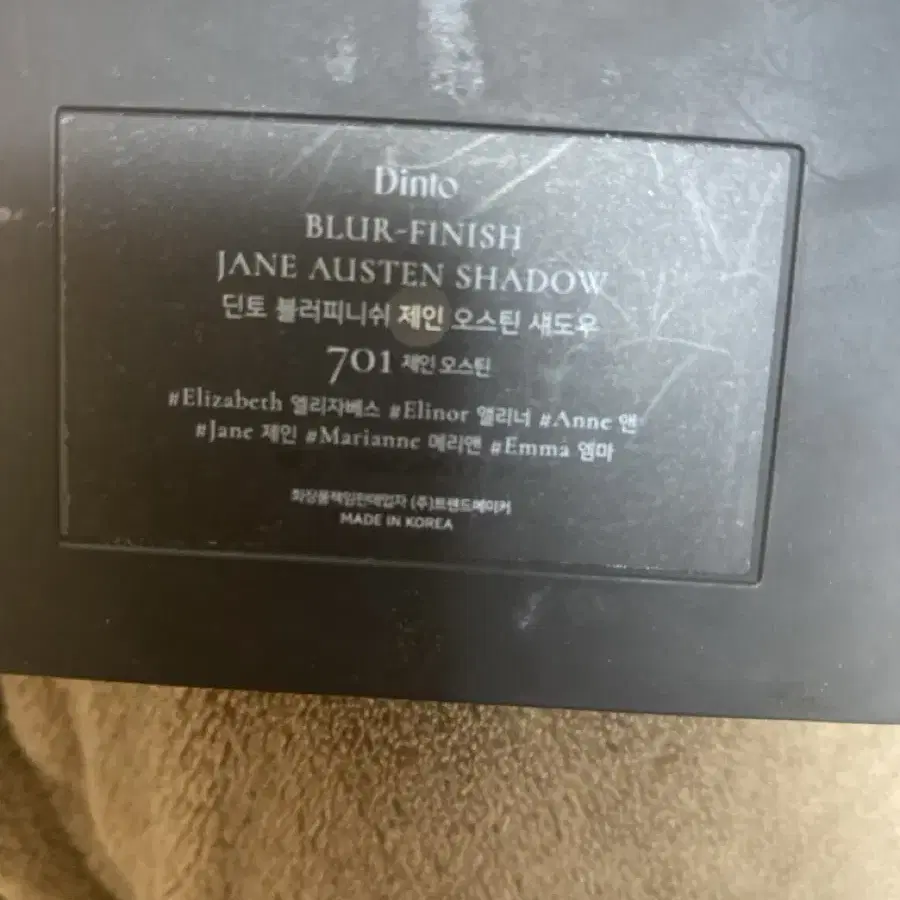 Dinto
BLUR-FINISH
JANE AUSTEN SHADOW
딘토 블러피니쉬 제인 오스틴 섀도우
701 제인 오스틴
#Elizabeth 엘리자베스 #Elinor 엘리너 #Anne 앤
#Jane 제인 #Marianne 메리앤 #Emma 엠마
화장품책임판매업자 (주)트렌드메이커
MADE IN KOREA